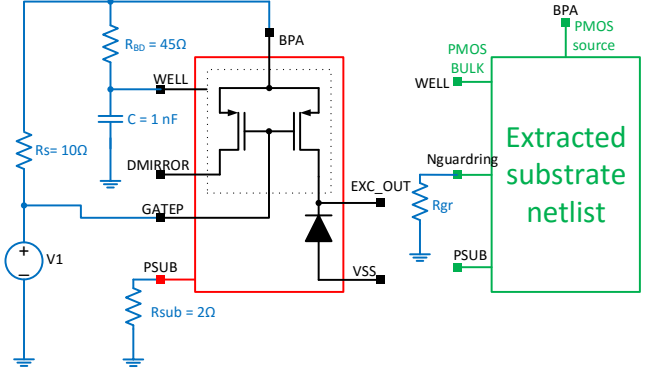 BPA
R_BD = 45Ω
WELL
C = 1 nF
Rs= 10Ω
DMIRROR
GATEP
EXC_OUT
V1
PSUB
VSS
Rsub = 2Ω
BPA
PMOS
source
PMOS
BULK
WELL
Nguardring
Rgr
PSUB
Extracted
substrate
netlist
+
−